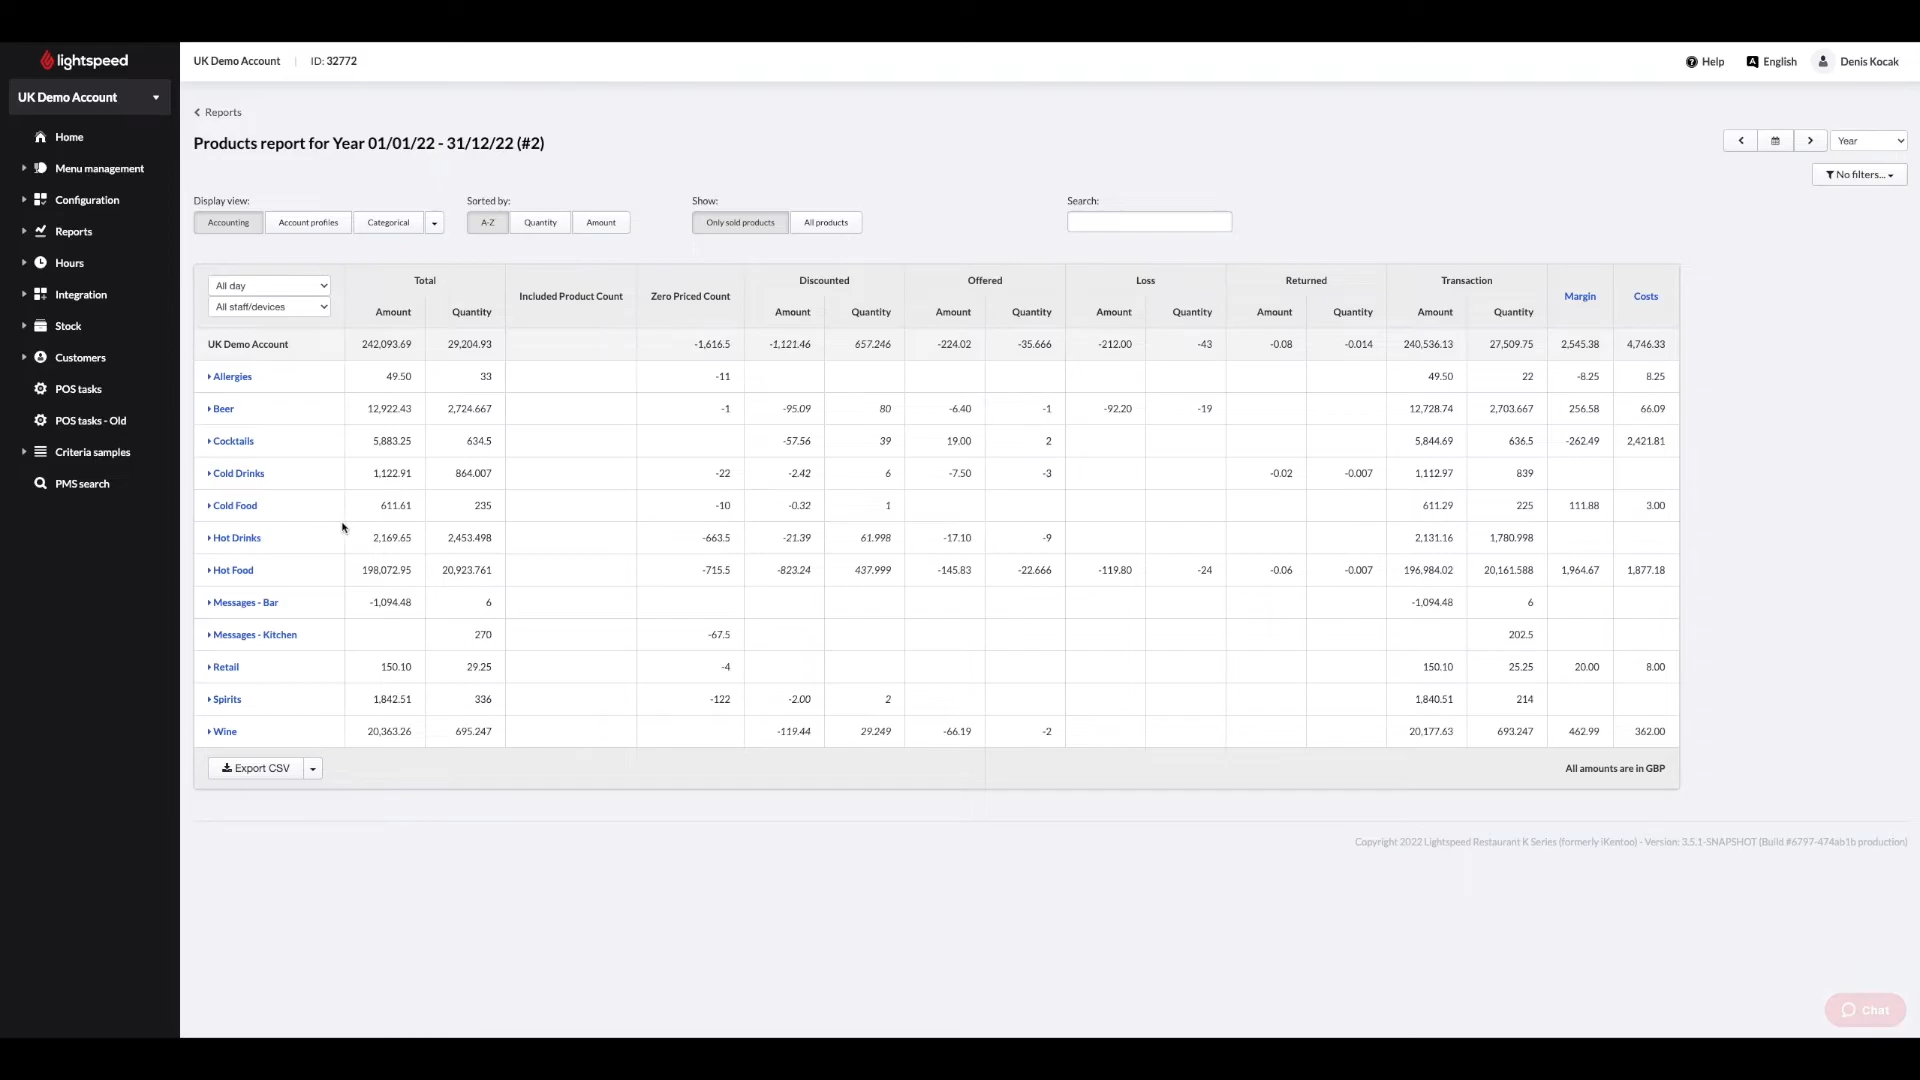 lightspeed
UK Demo Account
Home
Menu management
Configuration
Reports
Hours
Integration
Stock
Customers
POS tasks
POS tasks - Old
Criteria samples
PMS search
UK Demo Account | ID: 32772
Help
English
Denis Kocak
Reports
Products report for Year 01/01/22 - 31/12/22 (#2)
Year
No filters...
Display view:
Accounting Account profiles Categorical
Sorted by:
A-Z Quantity Amount
Show:
Only sold products All products
Search:
All day
All staff/devices
Total Included Product Count Zero Priced Count Discounted Offered Loss Returned Transaction Margin Costs
Amount Quantity Amount Quantity Amount Quantity Amount Quantity Amount Quantity Amount Quantity
UK Demo Account 242,093.69 29,204.93 -1,616.5 -1,121.46 657.246 -224.02 -35.666 -212.00 -43 -0.08 -0.014 240,536.13 27,509.75 2,545.38 4,746.33
Allergies 49.50 33 -11 49.50 22 -8.25 8.25
Beer 12,922.43 2,724.667 -1 -95.09 80 -6.40 -1 -92.20 -19 12,728.74 2,703.667 256.58 66.09
Cocktails 5,883.25 634.5 -57.56 39 19.00 2 5,844.69 636.5 -262.49 2,421.81
Cold Drinks 1,122.91 864.007 -22 -2.42 6 -7.50 -3 -0.02 -0.007 1,112.97 839
Cold Food 611.61 235 -10 -0.32 1 611.29 225 111.88 3.00
Hot Drinks 2,169.65 2,453.498 -663.5 -21.39 61.998 -17.10 -9 2,131.16 1,780.998
Hot Food 198,072.95 20,923.761 -715.5 -823.24 437.999 -145.83 -22.666 -119.80 -24 -0.06 -0.007 196,984.02 20,161.588 1,964.67 1,877.18
Messages - Bar -1,094.48 6 -1,094.48 6
Messages - Kitchen 270 -67.5 202.5
Retail 150.10 29.25 -4 150.10 25.25 20.00 8.00
Spirits 1,842.51 336 -122 -2.00 2 1,840.51 214
Wine 20,363.26 695.247 -119.44 29.249 -66.19 -2 20,177.63 693.247 462.99 362.00
Export CSV
All amounts are in GBP
Copyright 2022 Lightspeed Restaurant K Series (formerly iKentoo) - Version: 3.5.1-SNAPSHOT (Build #6797-474ab1b production)
Chat